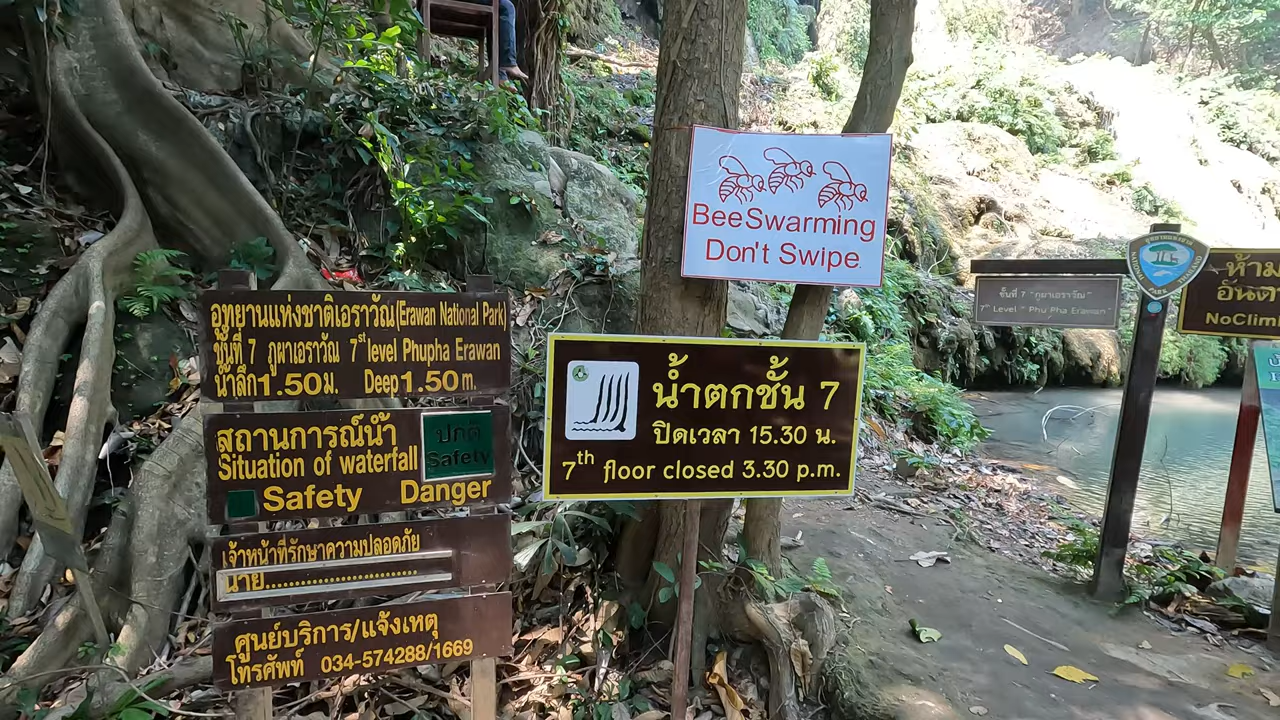 อุทยานแห่งชาติเอราวัณ(Erawan National Park)
ชั้นที่ 7 ภูผาเอราวัณ 7st level Phupha Erawan
น้ำลึก1.50ม. Deep1.50 m.
สถานการณ์น้ำ
ปกติ
Situation of waterfall
Safety
Safety Danger
เจ้าหน้าที่รักษาความปลอดภัย
นาย......................
ศูนย์บริการ/แจ้งเหตุ
โทรศัพท์ 034-574288/1669
Bee Swarming
Don't Swipe.
น้ำตกชั้น 7
ปิดเวลา 15.30 น.
7th floor closed 3.30 p.m.
ชั้นที่ 7 "ภูผาเอราวัณ"
7th Level "Phu Pha Erawan"
ห้าม
อันต
NoClim